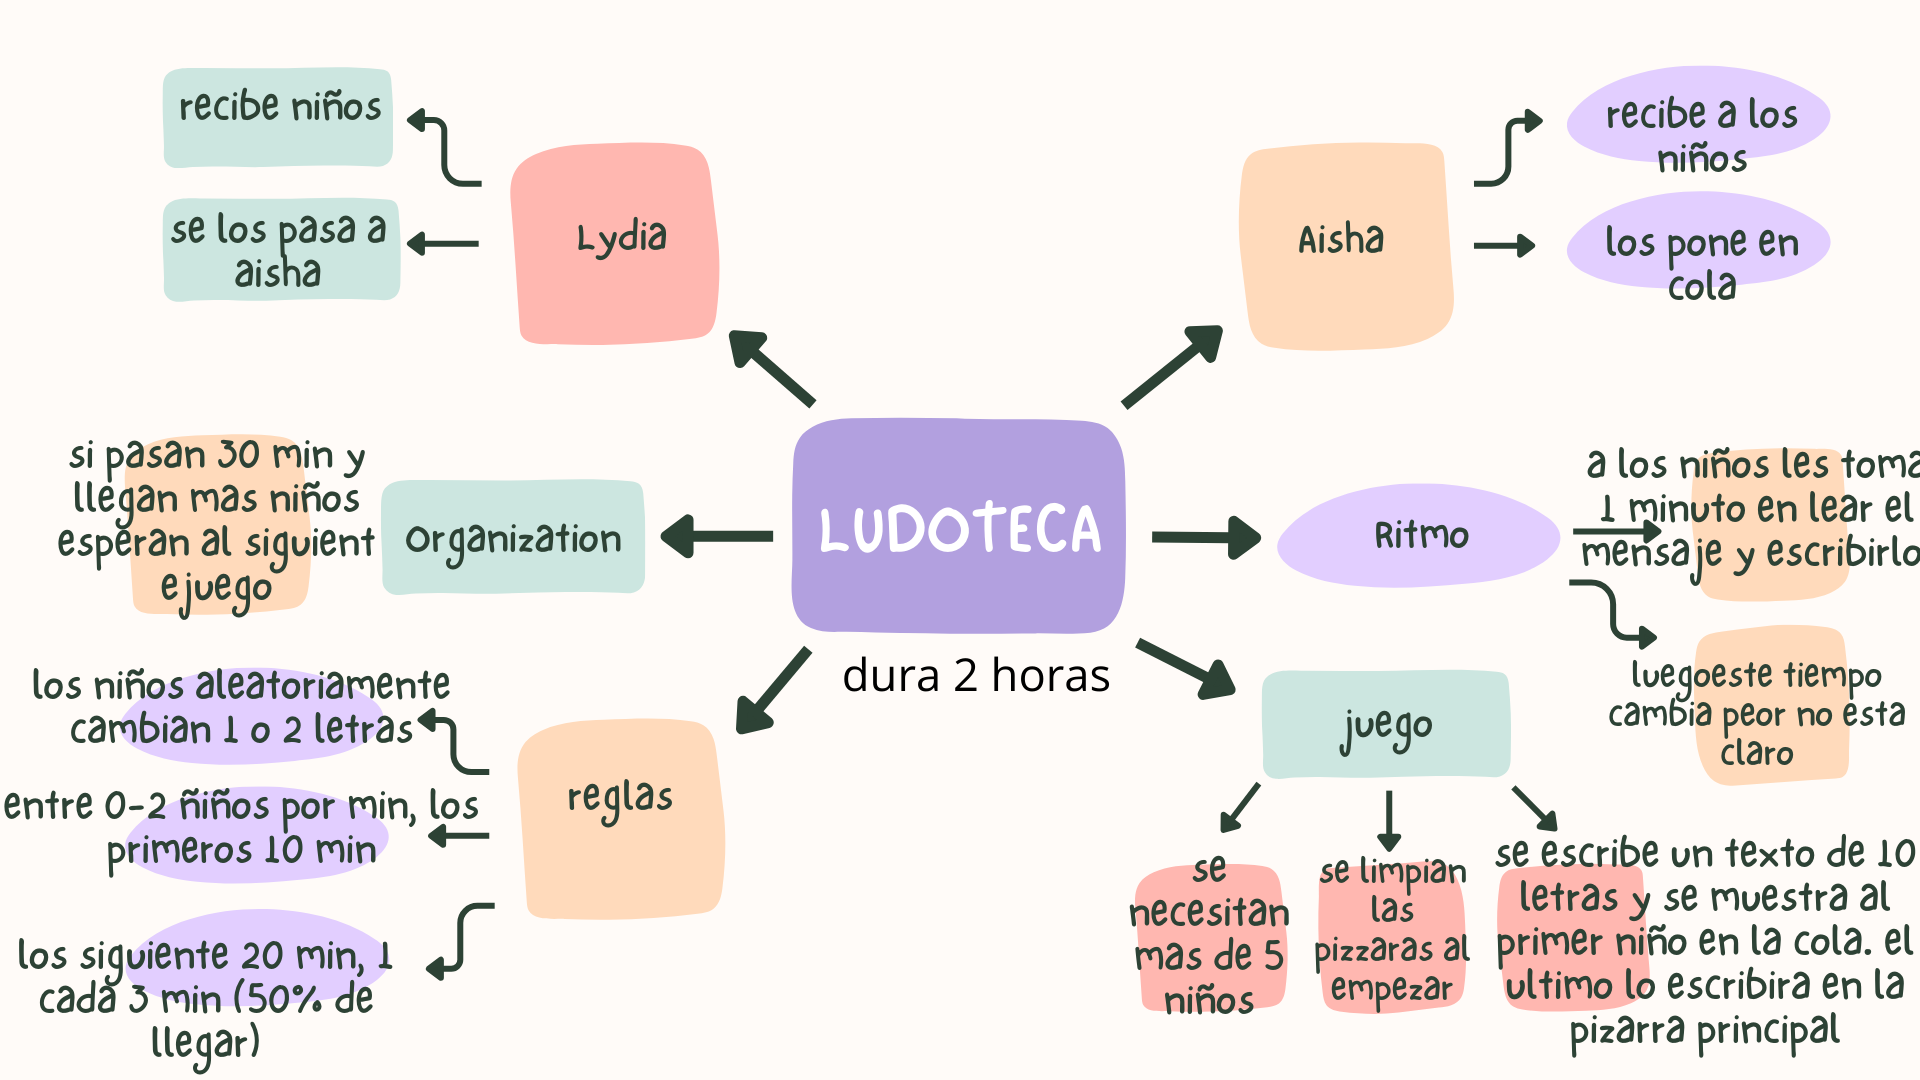 recibe niños
se los pasa a
aisha
Lydia
Aisha
recibe a los
niños
los pone en
cola
si pasan 30 min y
llegan mas niños
esperan al siguient
e juego
Organization
LUDOTECA
dura 2 horas
Ritmo
a los niños les toma
1 minuto en lear el
mensaje y escribirlo
luegoeste tiempo
cambia peor no esta
claro
los niños aleatoriamente
cambian 1 o 2 letras
entre 0-2 ñiños por min, los
primeros 10 min
los siguiente 20 min, 1
cada 3 min (50% de
llegar)
reglas
juego
se
necesitan
mas de 5
niños
se limpian
las
pizzaras al
empezar
se escribe un texto de 10
letras y se muestra al
primer niño en la cola. el
ultimo lo escribira en la
pizarra principal